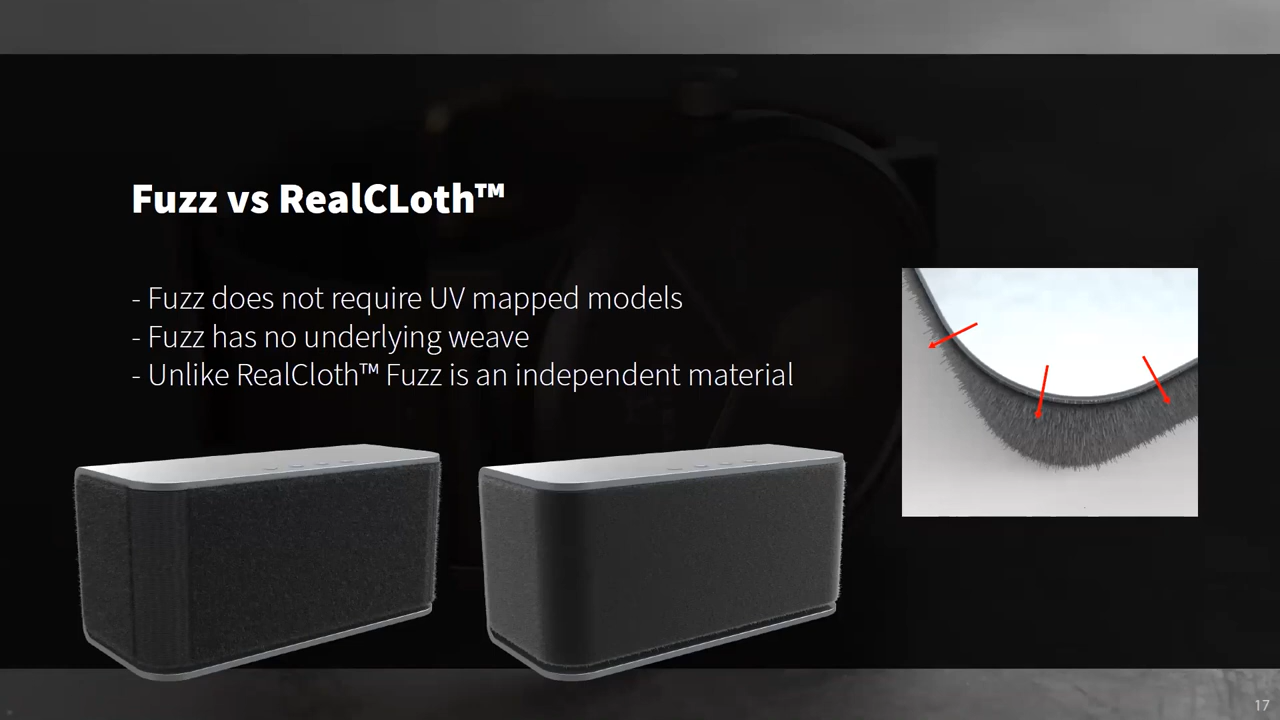 Fuzz vs RealCLoth™
- Fuzz does not require UV mapped models
- Fuzz has no underlying weave
- Unlike RealCloth™ Fuzz is an independent material
17